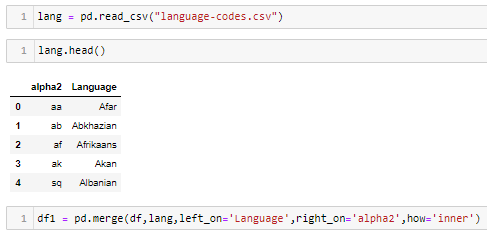 1 lang = pd.read_csv("language-codes.csv")
1 lang.head()
alpha2 Language
0 aa Afar
1 ab Abkhazian
2 af Afrikaans
3 ak Akan
4 sq Albanian
1 df1 = pd.merge(df,lang,left_on='Language',right_on='alpha2',how='inner')